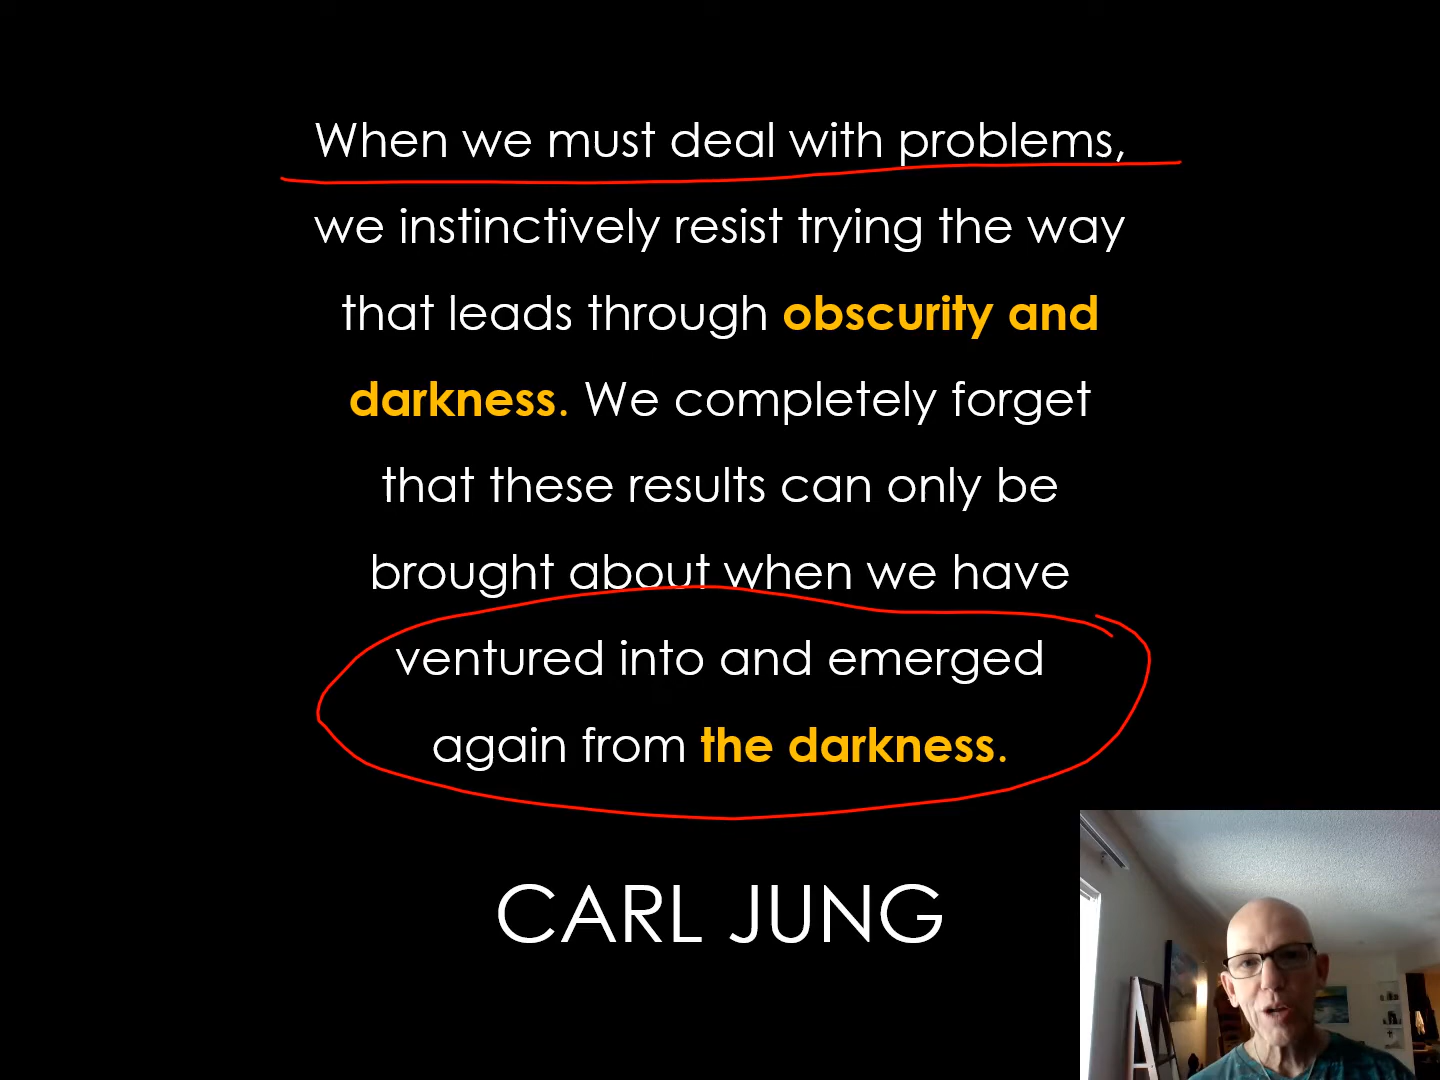 When we must deal with problems,
we instinctively resist trying the way
that leads through obscurity and
darkness. We completely forget
that these results can only be
brought about when we have
ventured into and emerged
again from the darkness.
CARL JUNG